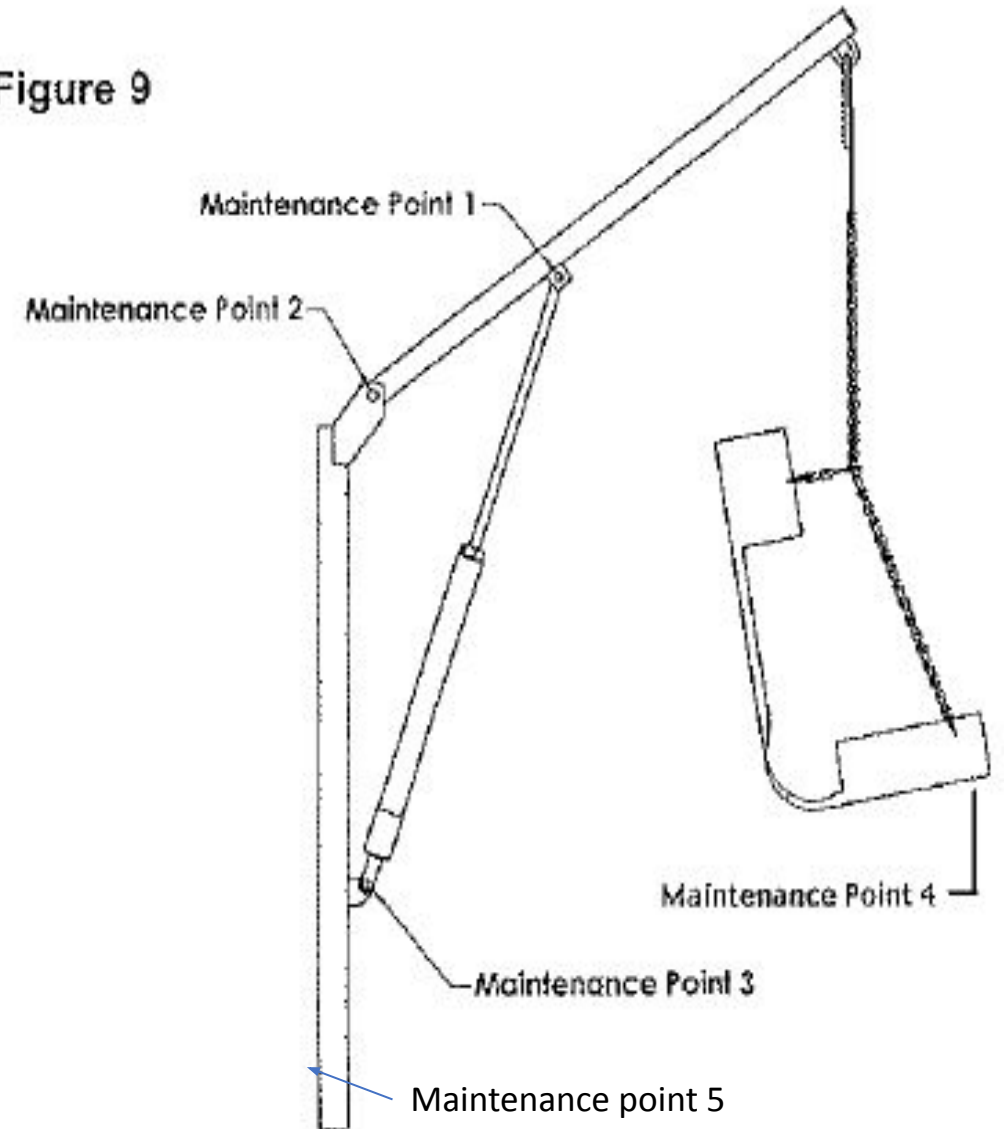 Figure 9
Maintenance Point 1
Maintenance Point 2
Maintenance Point 4
Maintenance Point 3
Maintenance point 5